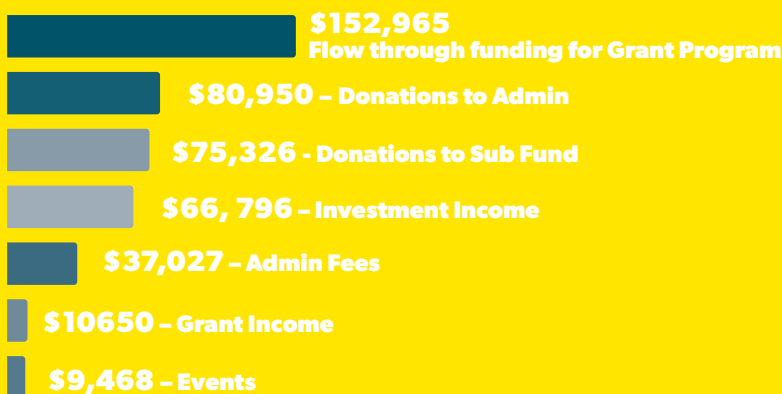 $152,965
Flow through funding for Grant Program
$80,950 – Donations to Admin
$75,326 - Donations to Sub Fund
$66, 796 – Investment Income
$37,027 – Admin Fees
$10650 – Grant Income
$9,468 – Events